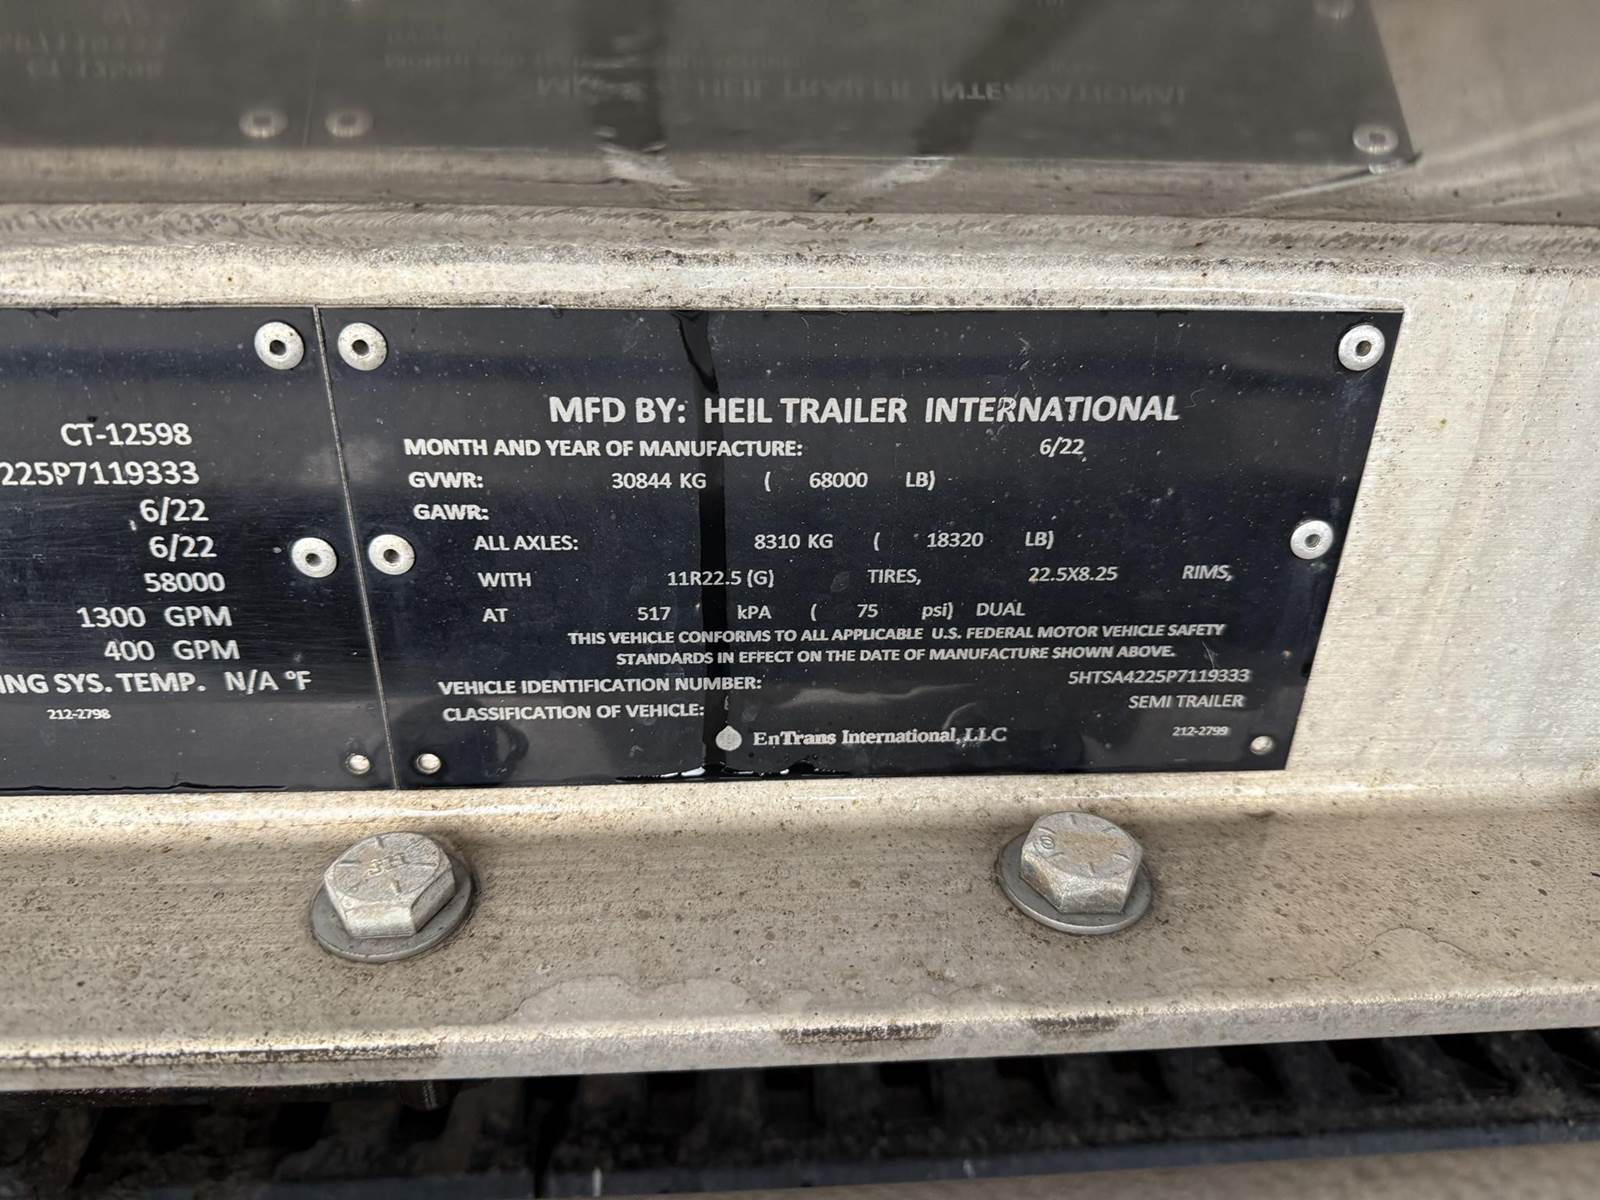 CT-12598
225P7119333
6/22
6/22
58000
1300 GPM
400 GPM
ING SYS. TEMP. N/A °F
212-2798
MFD BY: HEIL TRAILER INTERNATIONAL
MONTH AND YEAR OF MANUFACTURE: 6/22
GVWR: 30844 KG ( 68000 LB)
GAWR:
ALL AXLES: 8310 KG ( 18320 LB)
WITH 11R22.5 (G) TIRES, 22.5X8.25 RIMS,
AT 517 kPA ( 75 psi) DUAL
THIS VEHICLE CONFORMS TO ALL APPLICABLE U.S. FEDERAL MOTOR VEHICLE SAFETY
STANDARDS IN EFFECT ON THE DATE OF MANUFACTURE SHOWN ABOVE.
VEHICLE IDENTIFICATION NUMBER: 5HTSA4225P7119333
CLASSIFICATION OF VEHICLE: SEMI TRAILER
EnTrans International, LLC
212-2799